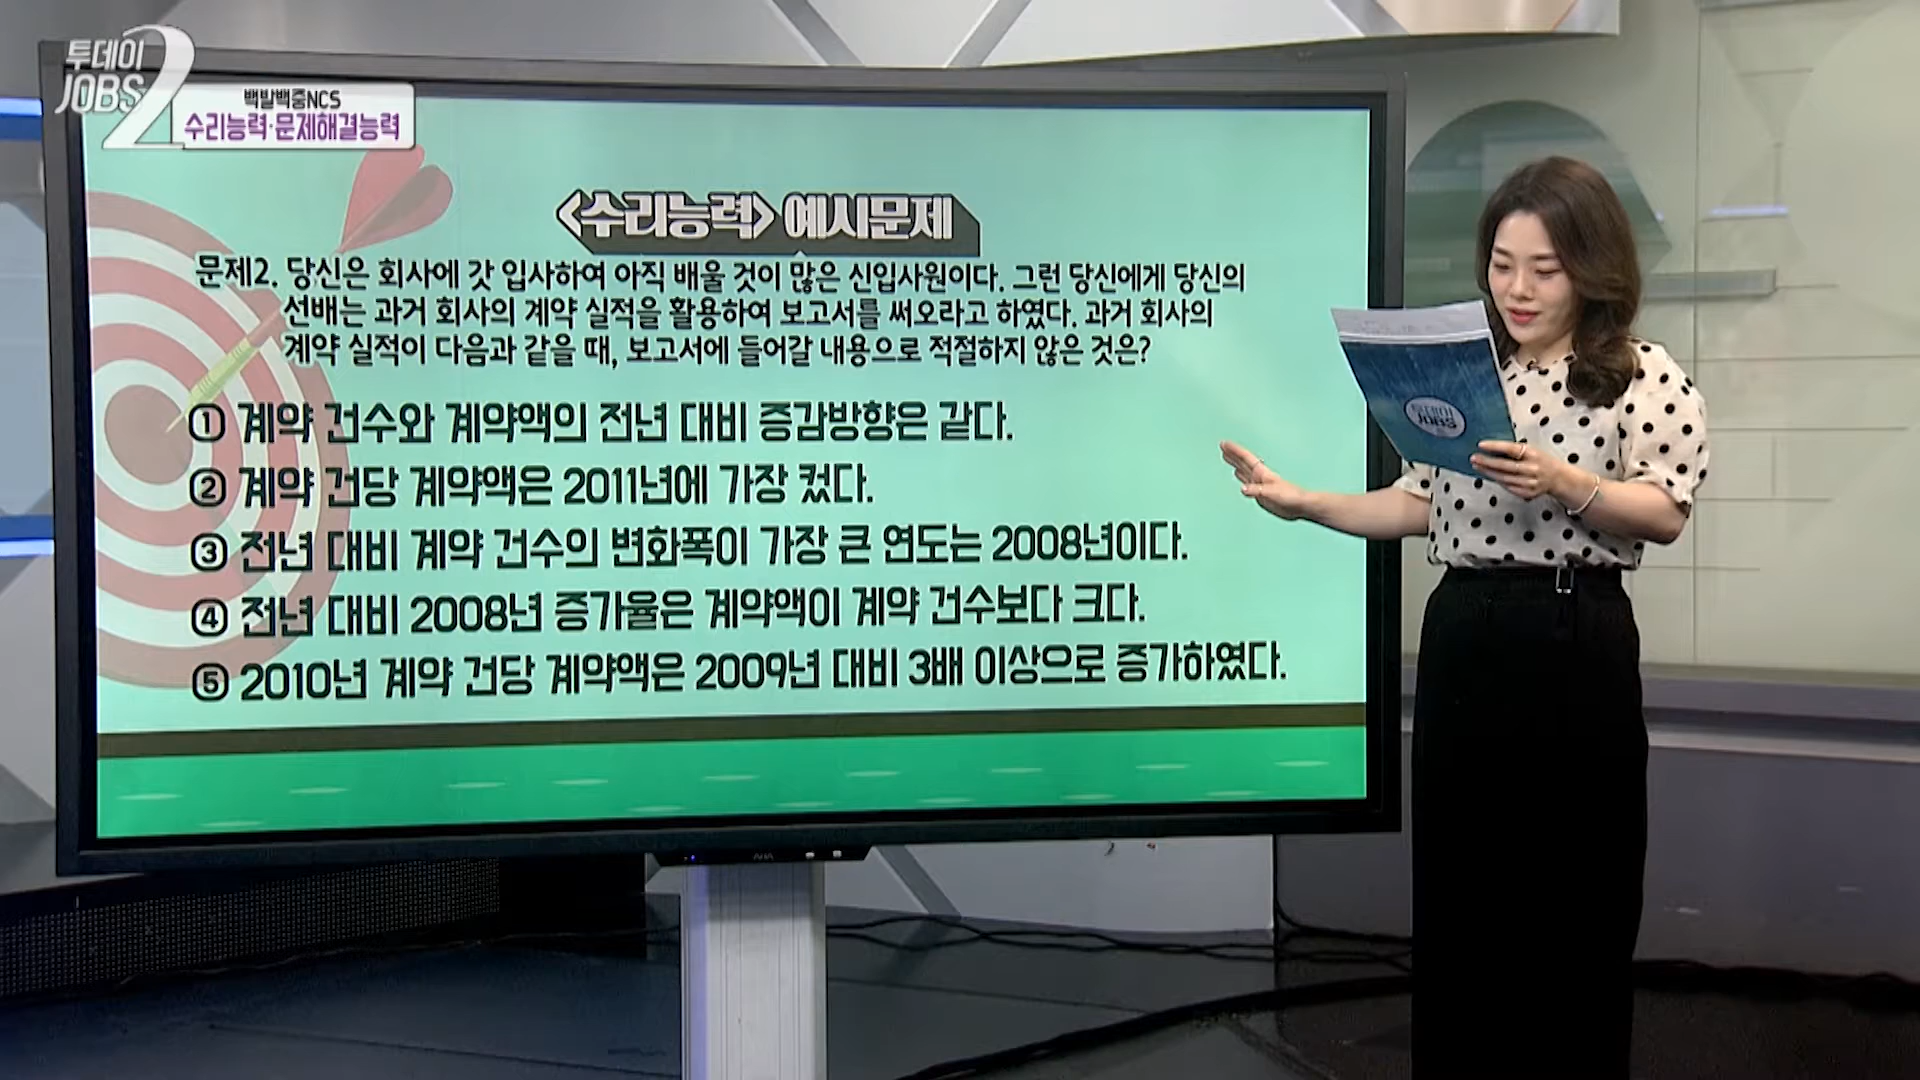 투데이
JOBS 2
백발백중NCS
수리능력·문제해결능력
<수리능력> 예시문제
문제2. 당신은 회사에 갓 입사하여 아직 배울 것이 많은 신입사원이다. 그런 당신에게 당신의
선배는 과거 회사의 계약 실적을 활용하여 보고서를 써오라고 하였다. 과거 회사의
계약 실적이 다음과 같을 때, 보고서에 들어갈 내용으로 적절하지 않은 것은?
① 계약 건수와 계약액의 전년 대비 증감방향은 같다.
② 계약 건당 계약액은 2011년에 가장 컸다.
③ 전년 대비 계약 건수의 변화폭이 가장 큰 연도는 2008년이다.
④ 전년 대비 2008년 증가율은 계약액이 계약 건수보다 크다.
⑤ 2010년 계약 건당 계약액은 2009년 대비 3배 이상으로 증가하였다.
투데이
JOBS